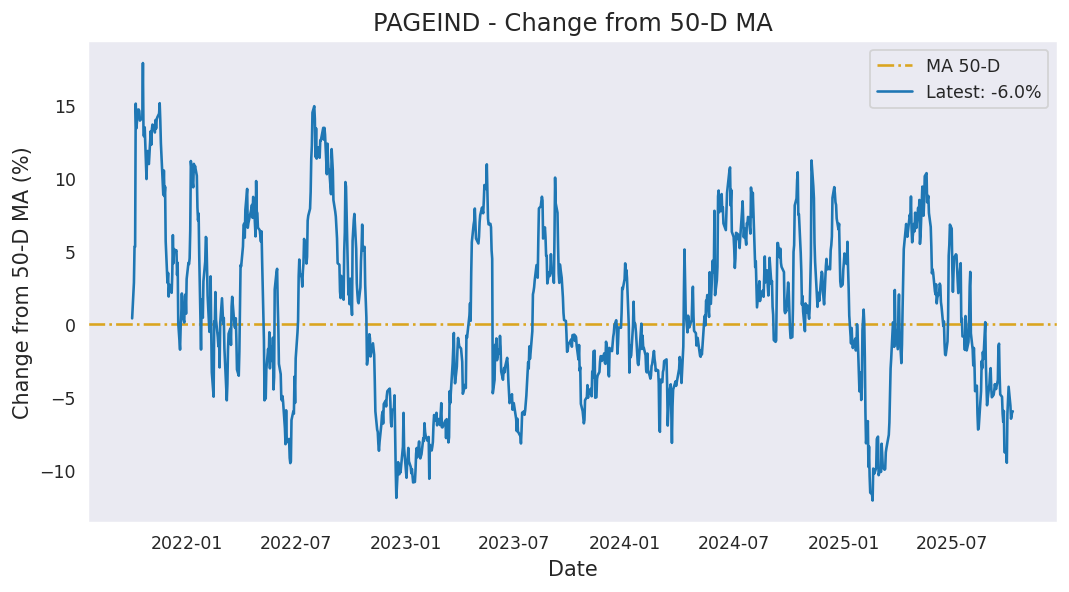 PAGEIND - Change from 50-D MA
MA 50-D
Latest: -6.0%
Change from 50-D MA (%)
15
10
5
0
−5
−10
2022-01
2022-07
2023-01
2023-07
2024-01
2024-07
2025-01
2025-07
Date